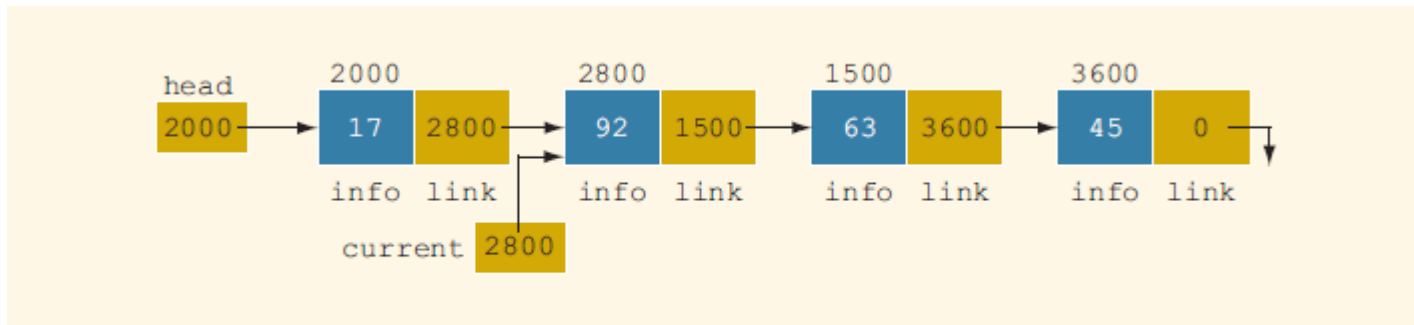 2000 2800 1500 3600
head
2000 17 2800 92 1500 63 3600 45 0
info link info link info link info link
current 2800